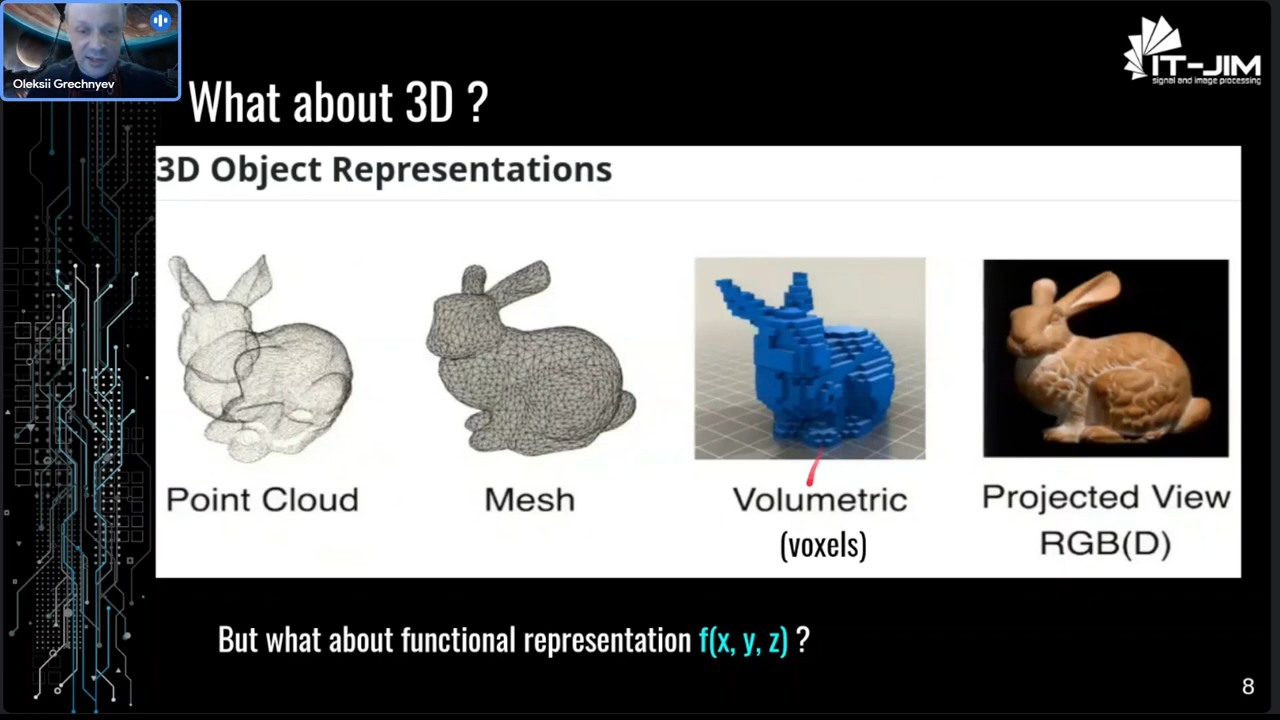 Oleksii Grechnyev
IT-JIM
signal and image processing
What about 3D ?
3D Object Representations
Point Cloud
Mesh
Volumetric
(voxels)
Projected View
RGB(D)
But what about functional representation f(x, y, z) ?
8